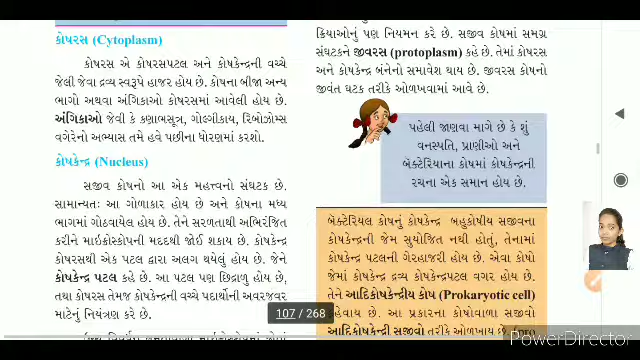 કોષરસ (Cytoplasm)
કોષરસ એ કોષરસપટલ અને કોષકેન્દ્રની વચ્ચે
જેલી જેવા દ્રવ્ય સ્વરૂપે હાજર હોય છે. કોષના બીજા અન્ય
ભાગો અથવા અંગિકાઓ કોષરસમાં આવેલી હોય છે.
અંગિકાઓ જેવી કે કણાભસૂત્ર, ગોલ્ગીકાય, રિબોઝોમ્સ
વગેરેનો અભ્યાસ તમે હવે પછીના ધોરણમાં કરશો.
કોષકેન્દ્ર (Nucleus)
સજીવ કોષનો આ એક મહત્ત્વનો સંઘટક છે.
સામાન્યતઃ આ ગોળાકાર હોય છે અને કોષના મધ્ય
ભાગમાં ગોઠવાયેલ હોય છે. તેને સરળતાથી અભિરંજિત
કરીને માઇક્રોસ્કોપની મદદથી જોઈ શકાય છે. કોષકેન્દ્ર
કોષરસથી એક પટલ દ્વારા અલગ થયેલું હોય છે. જેને
કોષકેન્દ્ર પટલ કહે છે. આ પટલ છિદ્રાળુ હોય છે,
તથા કોષરસ તેમજ કોષકેન્દ્રની વચ્ચે પદાર્થોની અવરજવર
માટેનું નિયંત્રણ કરે છે.
ક્રિયાઓનું પણ નિયમન કરે છે. સજીવ કોષમાં સમગ્ર
સંઘટકને જીવરસ (protoplasm) કહે છે. તેમાં કોષરસ
અને કોષકેન્દ્ર બંનેનો સમાવેશ થાય છે. જીવરસ કોષનો
જીવંત ઘટક તરીકે ઓળખવામાં આવે છે.
પહેલી જાણવા માગે છે કે શું
વનસ્પતિ, પ્રાણીઓ અને
બૅક્ટેરિયાના કોષમાં કોષકેન્દ્રની
રચના એક સમાન હોય છે.
બૅક્ટેરિયલ કોષનું કોષકેન્દ્ર બહુકોષીય સજીવના
કોષકેન્દ્રની જેમ સુયોજિત નથી હોતું, તેનામાં
કોષકેન્દ્ર પટલની ગેરહાજરી હોય છે. એવા કોષો
જેમાં કોષકેન્દ્ર દ્રવ્ય કોષકેન્દ્રપટલ વગર હોય છે.
તેને આદિકોષકેન્દ્રીય કોષ (Prokaryotic cell)
કહેવાય છે. આ પ્રકારના કોષોવાળા સજીવો
આદિકોષકેન્દ્રી સજીવો તરીકે ઓળખાય છે (pro
107 / 268
PowerDirector